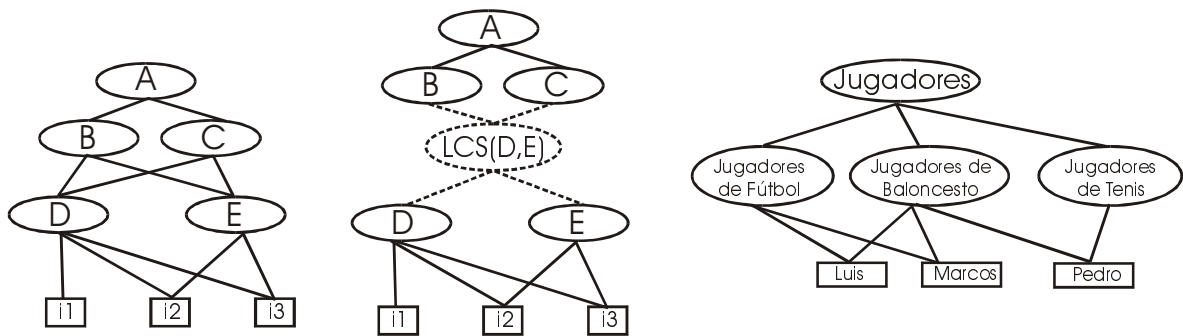 A
B
C
D
E
i1
i2
i3
A
B
C
LCS(D,E)
D
E
i1
i2
i3
Jugadores
Jugadores
de Fútbol
Jugadores de
Baloncesto
Jugadores
de Tenis
Luis
Marcos
Pedro